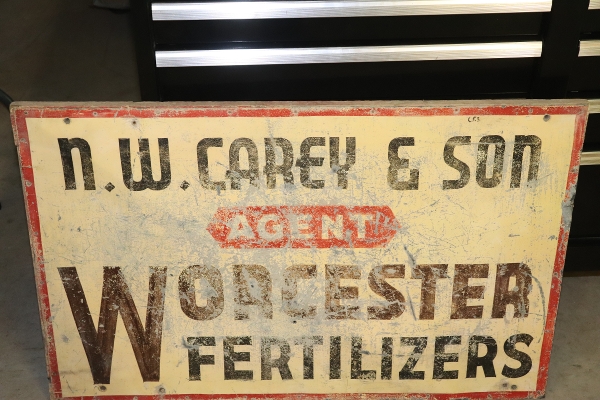 N.W. CAREY & SON
AGENT
WORCESTER
FERTILIZERS